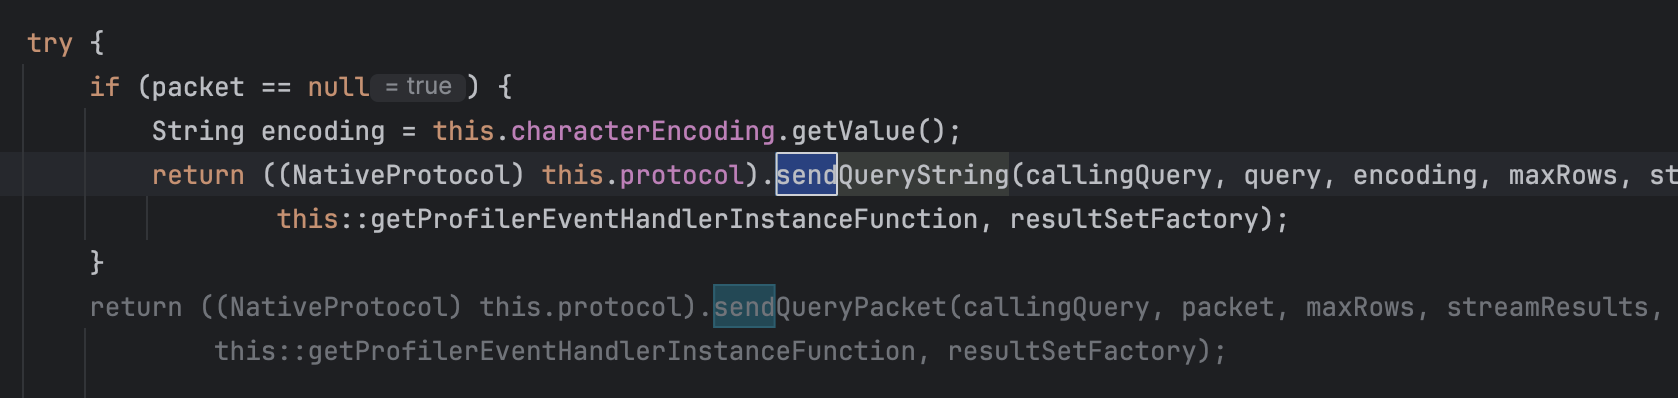 try {
if (packet == null = true ) {
String encoding = this.characterEncoding.getValue();
return ((NativeProtocol) this.protocol).sendQueryString(callingQuery, query, encoding, maxRows, st
this::getProfilerEventHandlerInstanceFunction, resultSetFactory);
}
return ((NativeProtocol) this.protocol).sendQueryPacket(callingQuery, packet, maxRows, streamResults,
this::getProfilerEventHandlerInstanceFunction, resultSetFactory);